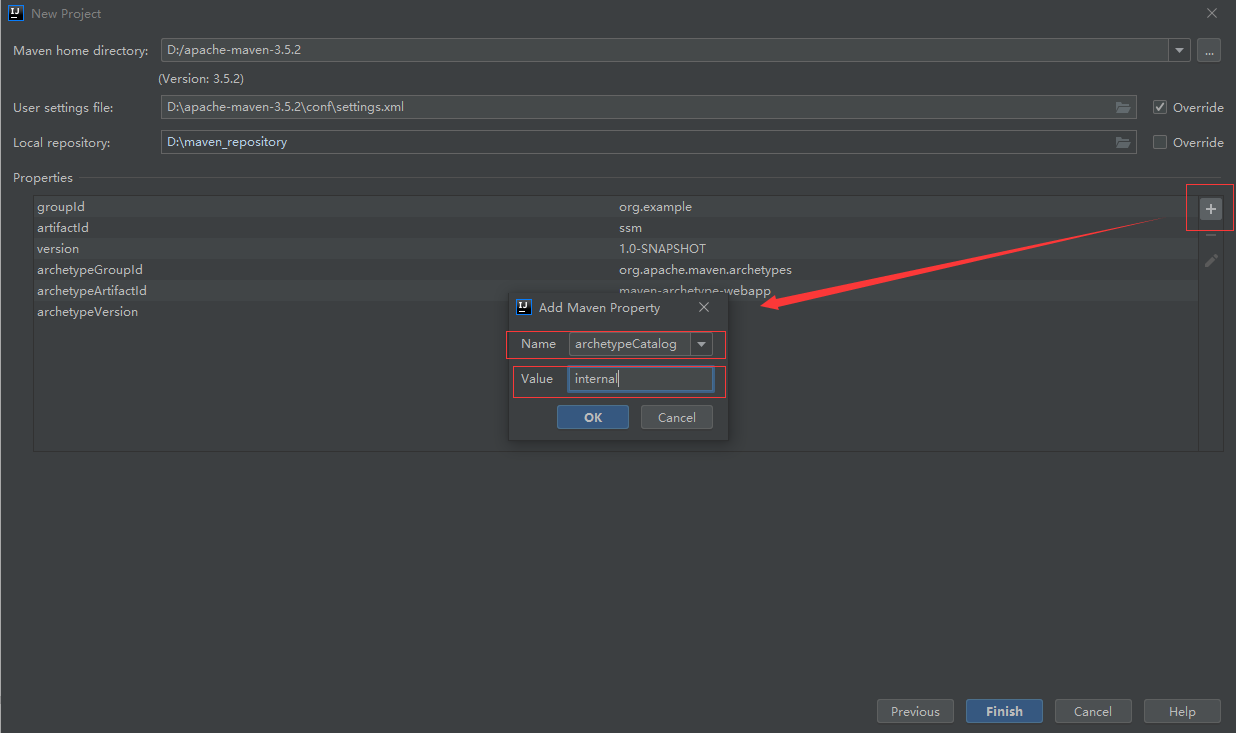 New Project
Maven home directory: D:/apache-maven-3.5.2 ...
(Version: 3.5.2)
User settings file: D:\apache-maven-3.5.2\conf\settings.xml Override
Local repository: D:\maven_repository Override
Properties
groupId org.example
artifactId ssm
version 1.0-SNAPSHOT
archetypeGroupId org.apache.maven.archetypes
archetypeArtifactId maven-archetype-webapp
archetypeVersion
Add Maven Property
Name archetypeCatalog
Value internal
OK Cancel
Previous Finish Cancel Help